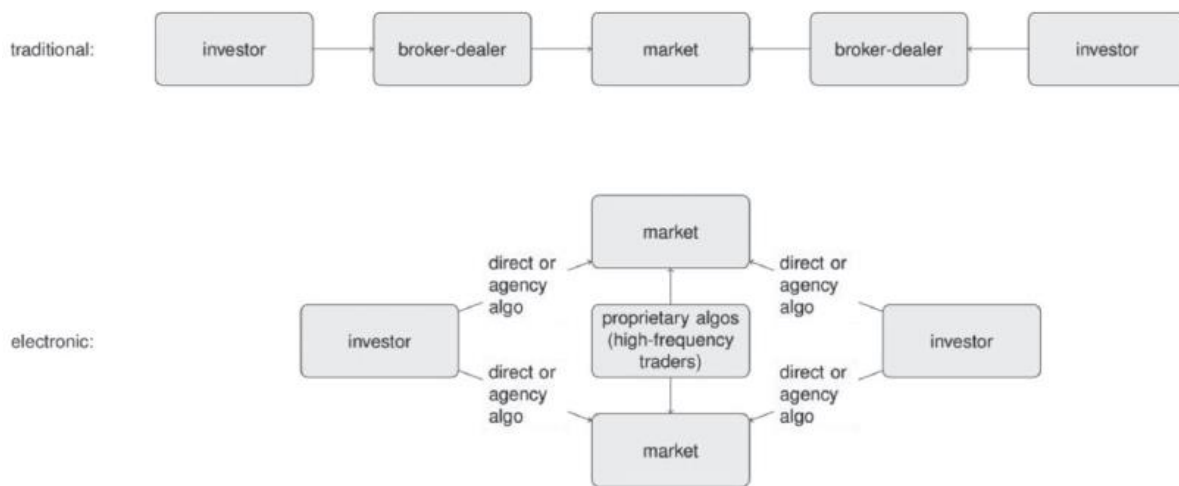 traditional:
investor
broker-dealer
market
broker-dealer
investor
market
direct or
agency
algo
direct or
agency
algo
electronic:
investor
proprietary algos
(high-frequency
traders)
investor
direct or
agency
algo
direct or
agency
algo
market